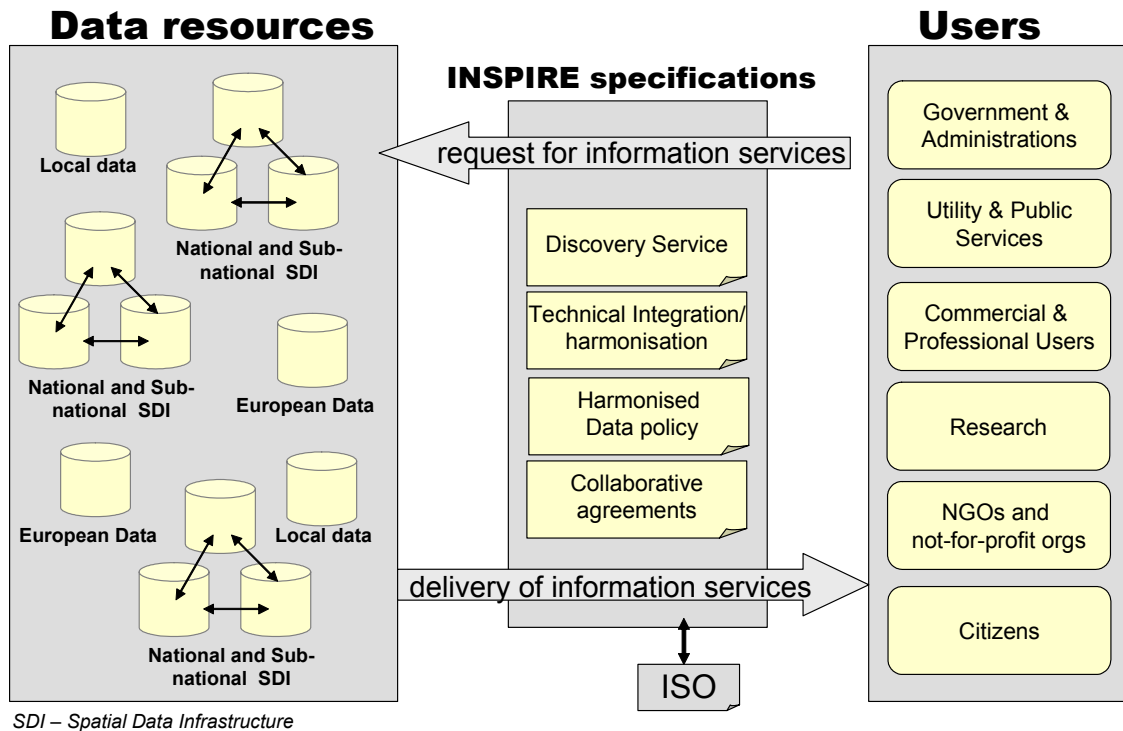 Data resources
Local data
National and Sub-
national SDI
National and Sub-
national SDI
European Data
European Data
Local data
National and Sub-
national SDI
INSPIRE specifications
request for information services
Discovery Service
Technical Integration/
harmonisation
Harmonised
Data policy
Collaborative
agreements
delivery of information services
ISO
Users
Government &
Administrations
Utility & Public
Services
Commercial &
Professional Users
Research
NGOs and
not-for-profit orgs
Citizens
SDI – Spatial Data Infrastructure